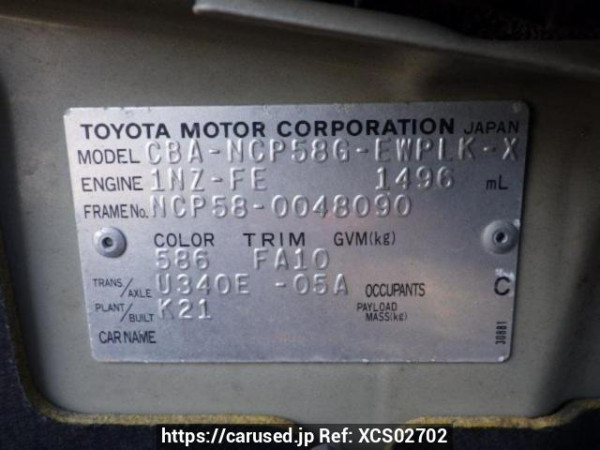 TOYOTA MOTOR CORPORATION JAPAN
MODEL CBA-NCP58G-EWPLK-X
ENGINE 1NZ-FE 1496 mL
FRAME No. NCP58-0048090
COLOR TRIM GVM(kg)
586 FA10
TRANS/AXLE U340E -05A OCCUPANTS C
PLANT/BUILT K21 PAYLOAD MASS(kg)
CAR NAME
30881
https://carused.jp Ref: XCS02702